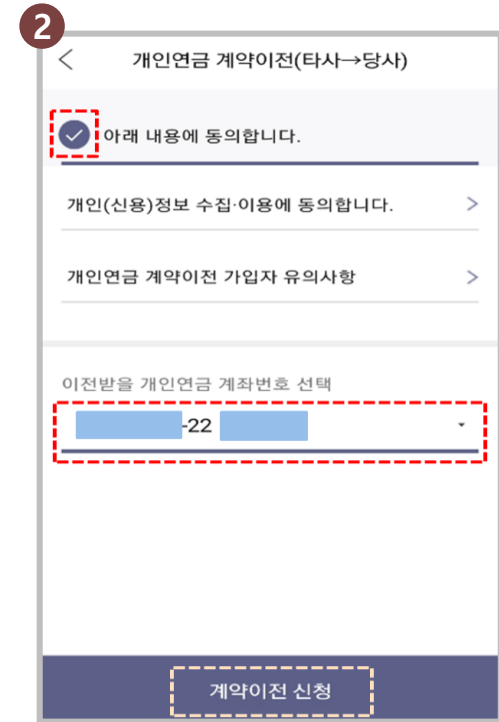 2
개인연금 계약이전(타사→당사)
아래 내용에 동의합니다.
개인(신용)정보 수집·이용에 동의합니다.
개인연금 계약이전 가입자 유의사항
이전받을 개인연금 계좌번호 선택
-22
계약이전 신청